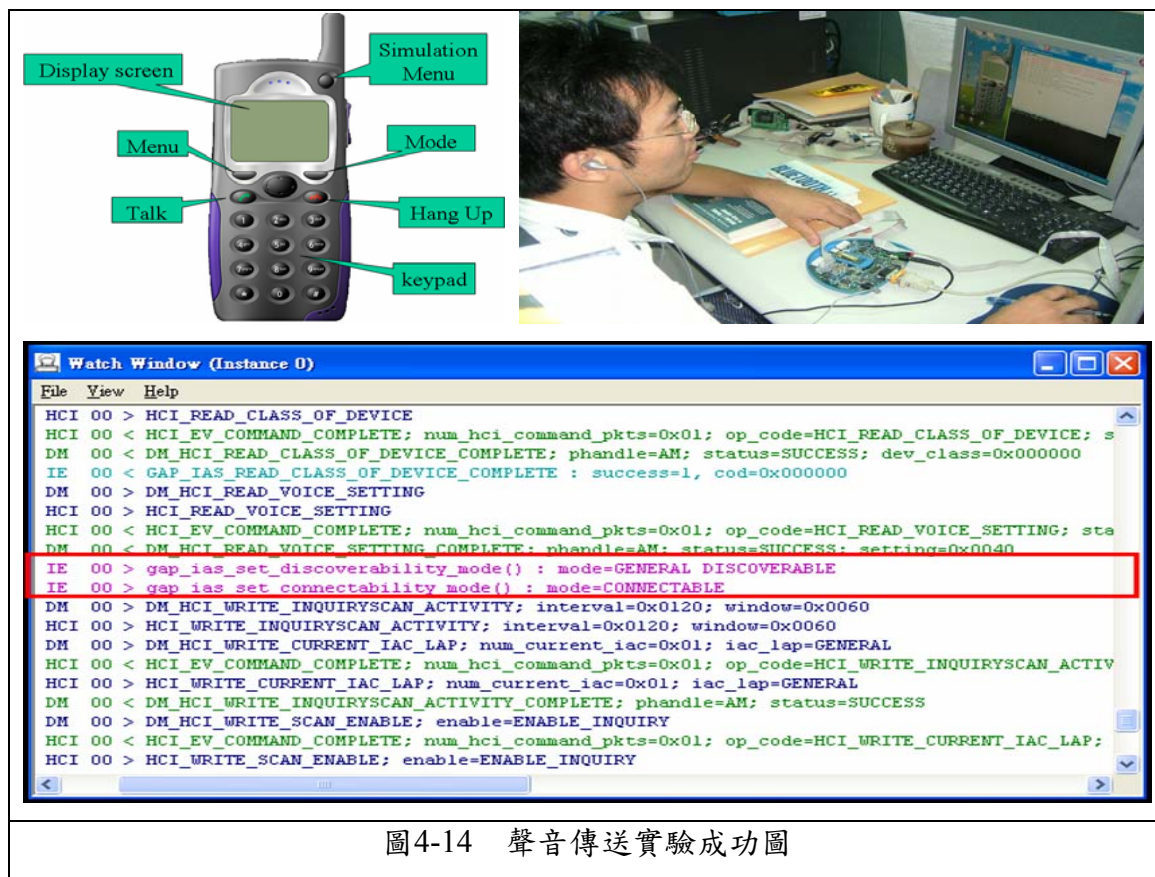 Display screen
Simulation
Menu
Menu
Mode
Talk
Hang Up
keypad
BLUETOOTH
Watch Window (Instance 0)
File View Help
HCI 00 > HCI_READ_CLASS_OF_DEVICE
HCI 00 < HCI_EV_COMMAND_COMPLETE; num_hci_command_pkts=0x01; op_code=HCI_READ_CLASS_OF_DEVICE; s
DM 00 < DM_HCI_READ_CLASS_OF_DEVICE_COMPLETE; phandle=AM; status=SUCCESS; dev_class=0x000000
IE 00 < GAP_IAS_READ_CLASS_OF_DEVICE_COMPLETE : success=1, cod=0x000000
DM 00 > DM_HCI_READ_VOICE_SETTING
HCI 00 > HCI_READ_VOICE_SETTING
HCI 00 < HCI_EV_COMMAND_COMPLETE; num_hci_command_pkts=0x01; op_code=HCI_READ_VOICE_SETTING; sta
DM 00 < DM_HCI_READ_VOICE_SETTING_COMPLETE; phandle=AM; status=SUCCESS; setting=0x0040
IE 00 > gap_ias_set_discoverability_mode() : mode=GENERAL DISCOVERABLE
IE 00 > gap_ias_set_connectability_mode() : mode=CONNECTABLE
DM 00 > DM_HCI_WRITE_INQUIRYSCAN_ACTIVITY; interval=0x0120; window=0x0060
HCI 00 > HCI_WRITE_INQUIRYSCAN_ACTIVITY; interval=0x0120; window=0x0060
DM 00 > DM_HCI_WRITE_CURRENT_IAC_LAP; num_current_iac=0x01; iac_lap=GENERAL
HCI 00 < HCI_EV_COMMAND_COMPLETE; num_hci_command_pkts=0x01; op_code=HCI_WRITE_INQUIRYSCAN_ACTIV
HCI 00 > HCI_WRITE_CURRENT_IAC_LAP; num_current_iac=0x01; iac_lap=GENERAL
DM 00 < DM_HCI_WRITE_INQUIRYSCAN_ACTIVITY_COMPLETE; phandle=AM; status=SUCCESS
DM 00 > DM_HCI_WRITE_SCAN_ENABLE; enable=ENABLE_INQUIRY
HCI 00 < HCI_EV_COMMAND_COMPLETE; num_hci_command_pkts=0x01; op_code=HCI_WRITE_CURRENT_IAC_LAP;
HCI 00 > HCI_WRITE_SCAN_ENABLE; enable=ENABLE_INQUIRY
圖4-14 聲音傳送實驗成功圖